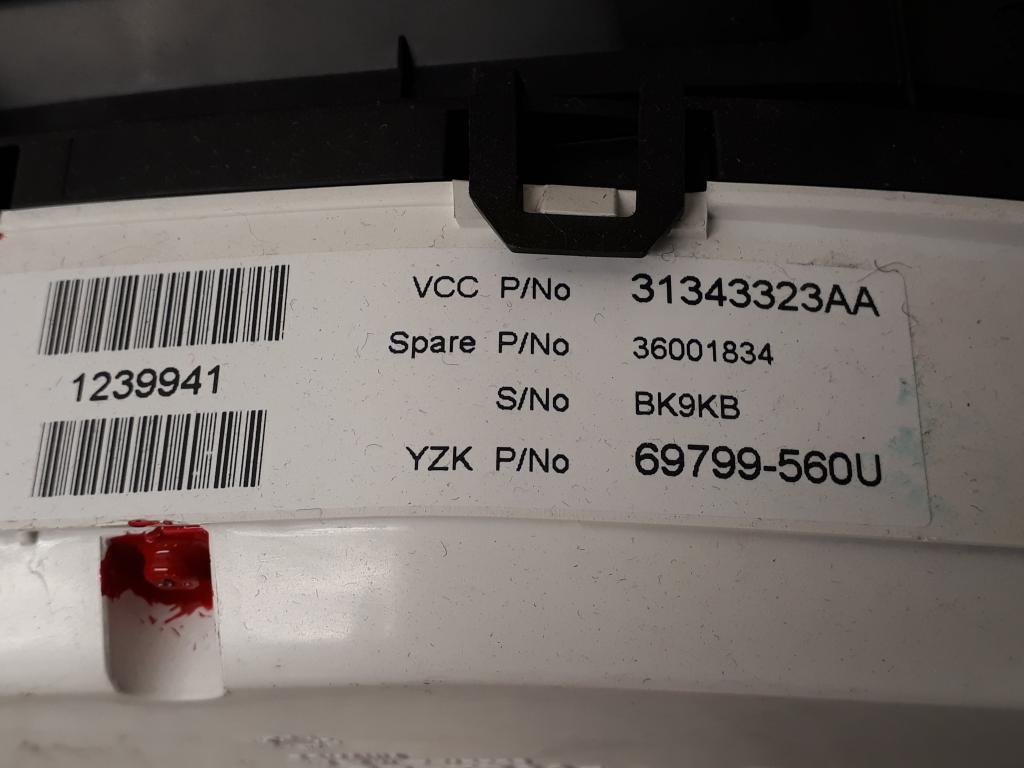 VCC P/No 31343323AA
Spare P/No 36001834
1239941
S/No BK9KB
YZK P/No 69799-560U